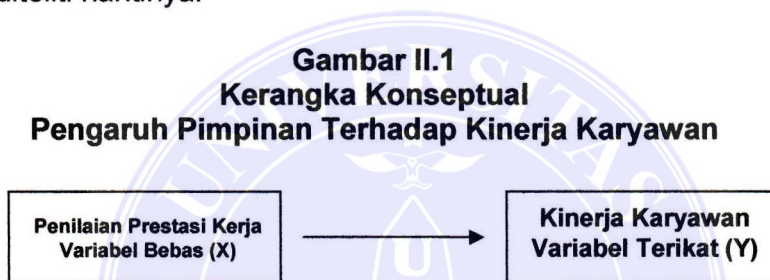 Gambar II.1
Kerangka Konseptual
Pengaruh Pimpinan Terhadap Kinerja Karyawan
Penilaian Prestasi Kerja
Variabel Bebas (X)
Kinerja Karyawan
Variabel Terikat (Y)
UNIVERSITAS
U